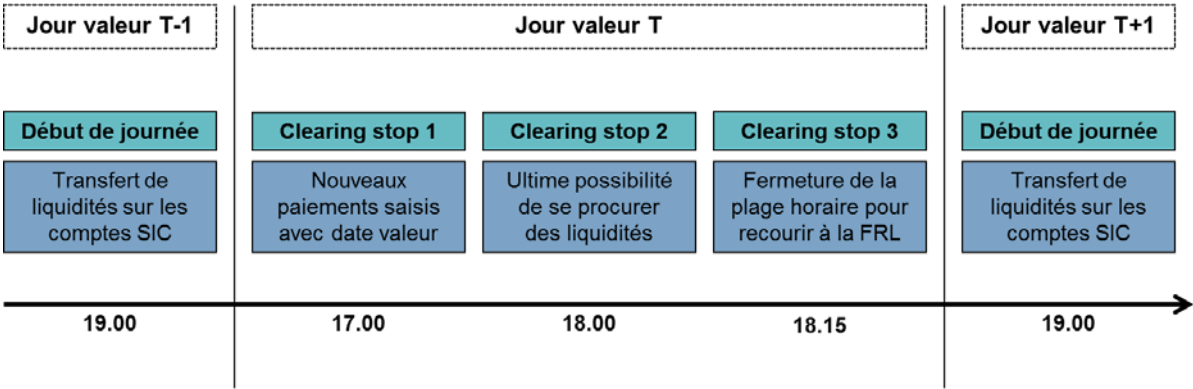 Jour valeur T-1
Jour valeur T
Jour valeur T+1
Début de journée
Clearing stop 1
Clearing stop 2
Clearing stop 3
Début de journée
Transfert de
liquidités sur les
comptes SIC
Nouveaux
paiements saisis
avec date valeur
Ultime possibilité
de se procurer
des liquidités
Fermeture de la
plage horaire pour
recourir à la FRL
Transfert de
liquidités sur les
comptes SIC
19.00
17.00
18.00
18.15
19.00